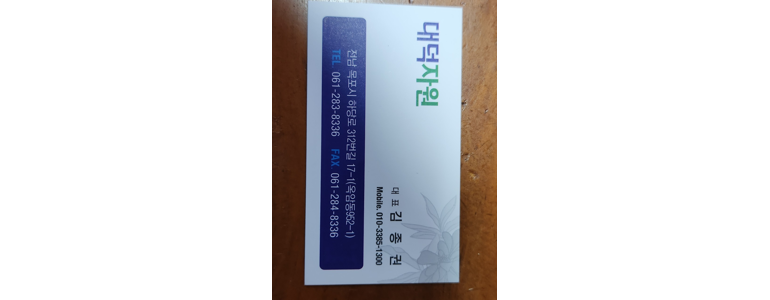 대덕자원
대 표 김 종 권
Mobile. 010-3385-1300
전남 목포시 하당로 312번길 17-1(옥암동952-1)
TEL 061-283-8336 FAX 061-284-8336